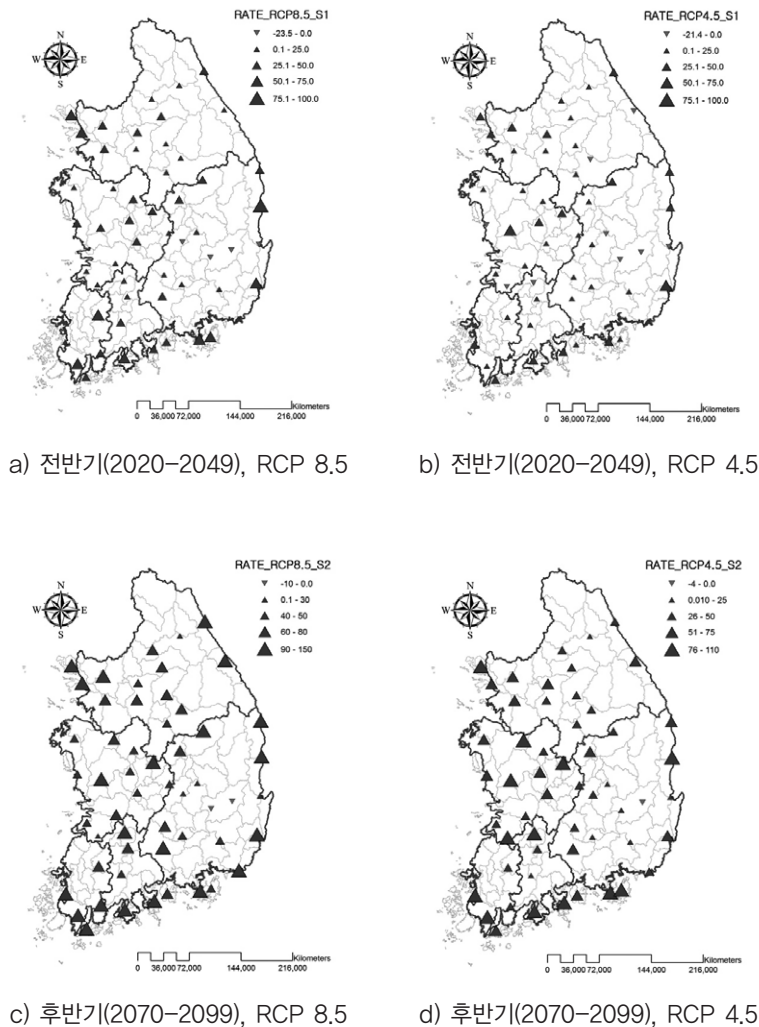 RATE_RCP8.5_S1
-23.5 - 0.0
0.1 - 25.0
25.1 - 50.0
50.1 - 75.0
75.1 - 100.0
N
W E
S
Kilometers
0 36,000 72,000 144,000 216,000
a) 전반기(2020-2049), RCP 8.5
RATE_RCP4.5_S1
-21.4 - 0.0
0.1 - 25.0
25.1 - 50.0
50.1 - 75.0
75.1 - 100.0
N
W E
S
Kilometers
0 36,000 72,000 144,000 216,000
b) 전반기(2020-2049), RCP 4.5
RATE_RCP8.5_S2
-10 - 0.0
0.1 - 30
40 - 50
60 - 80
90 - 150
N
W E
S
Kilometers
0 36,000 72,000 144,000 216,000
c) 후반기(2070-2099), RCP 8.5
RATE_RCP4.5_S2
-4 - 0.0
0.010 - 25
26 - 50
51 - 75
76 - 110
N
W E
S
Kilometers
0 36,000 72,000 144,000 216,000
d) 후반기(2070-2099), RCP 4.5